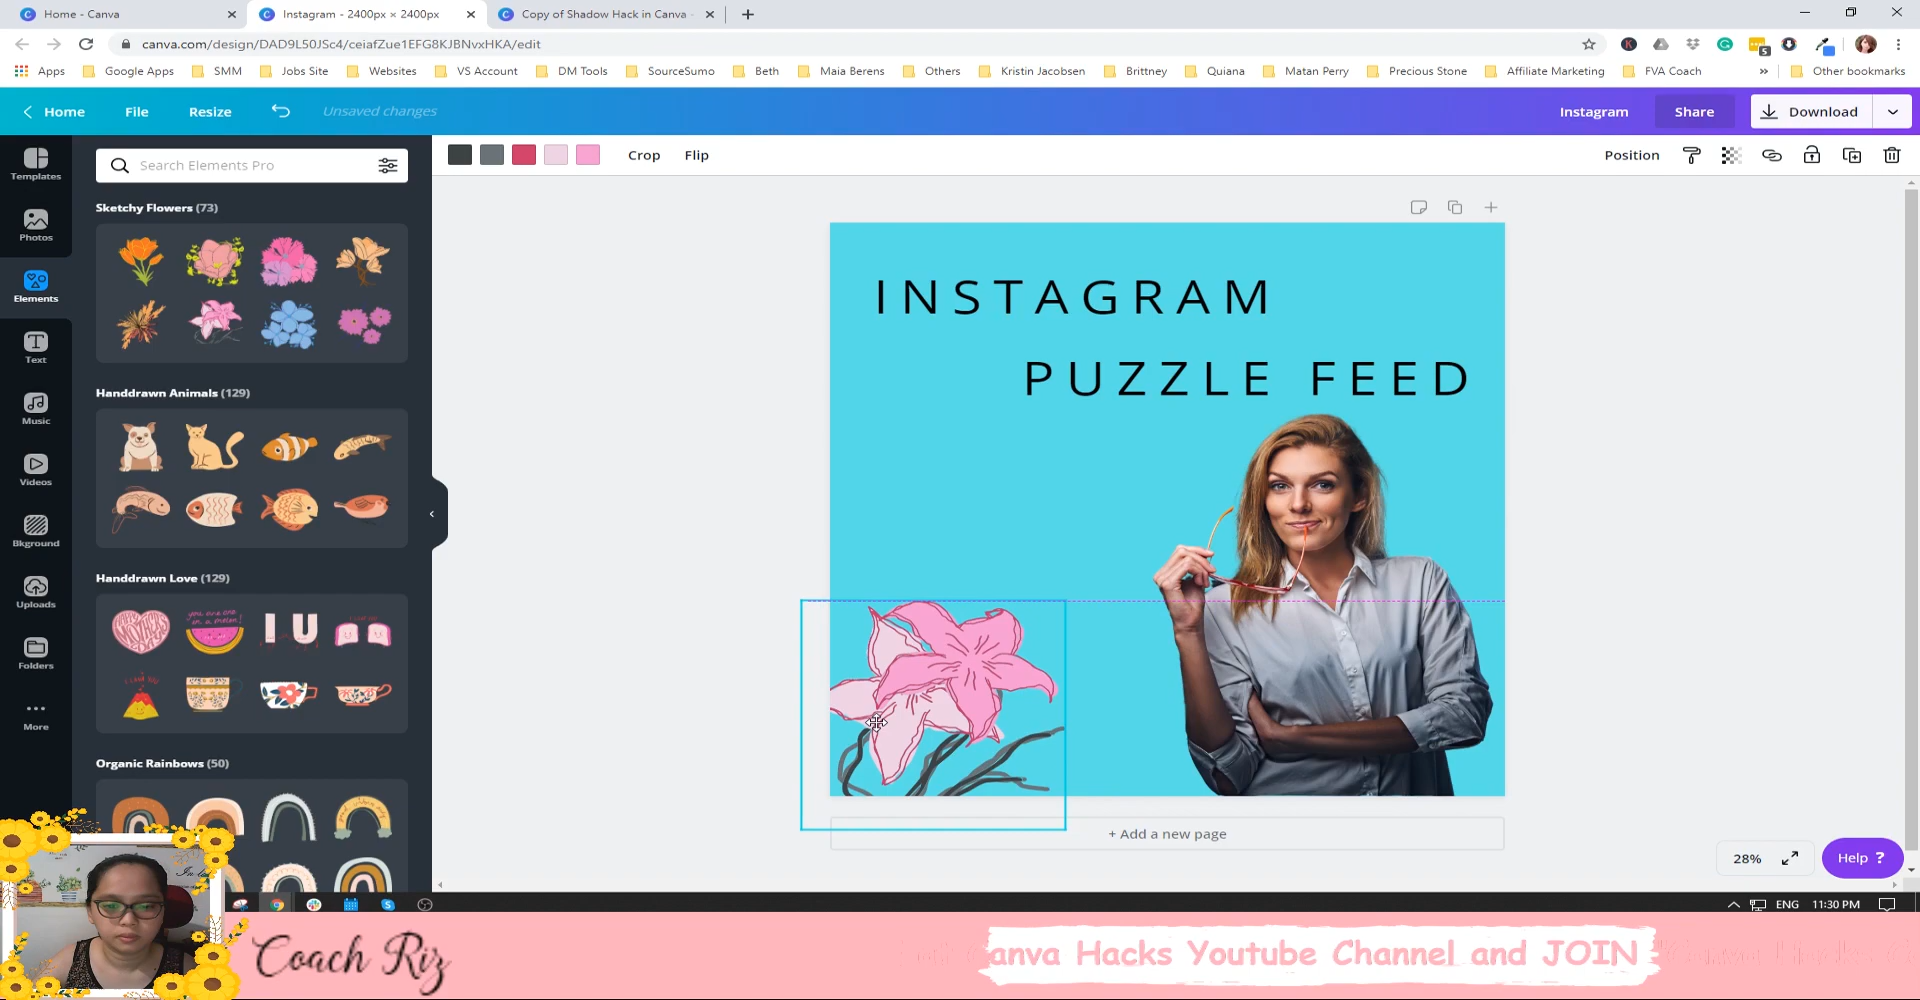 Home - Canva
Instagram - 2400px × 2400px
Copy of Shadow Hack in Canva -
canva.com/design/DAD9L50JSc4/ceiafZue1EFG8KJBNvxHKA/edit
Apps Google Apps SMM Jobs Site Websites VS Account DM Tools SourceSumo Beth Maia Berens Others Kristin Jacobsen Brittney Quiana Matan Perry Precious Stone Affiliate Marketing FVA Coach » Other bookmarks
Home File Resize Unsaved changes Instagram Share Download
Templates
Photos
Elements
Text
Music
Videos
Bkground
Uploads
Folders
More
Search Elements Pro
Sketchy Flowers (73)
Handdrawn Animals (129)
Handdrawn Love (129)
I U
Organic Rainbows (50)
Crop Flip Position
INSTAGRAM
PUZZLE FEED
+ Add a new page
28% Help ?
ENG 11:30 PM
Coach Riz
anva Hacks Youtube Channel and JOIN